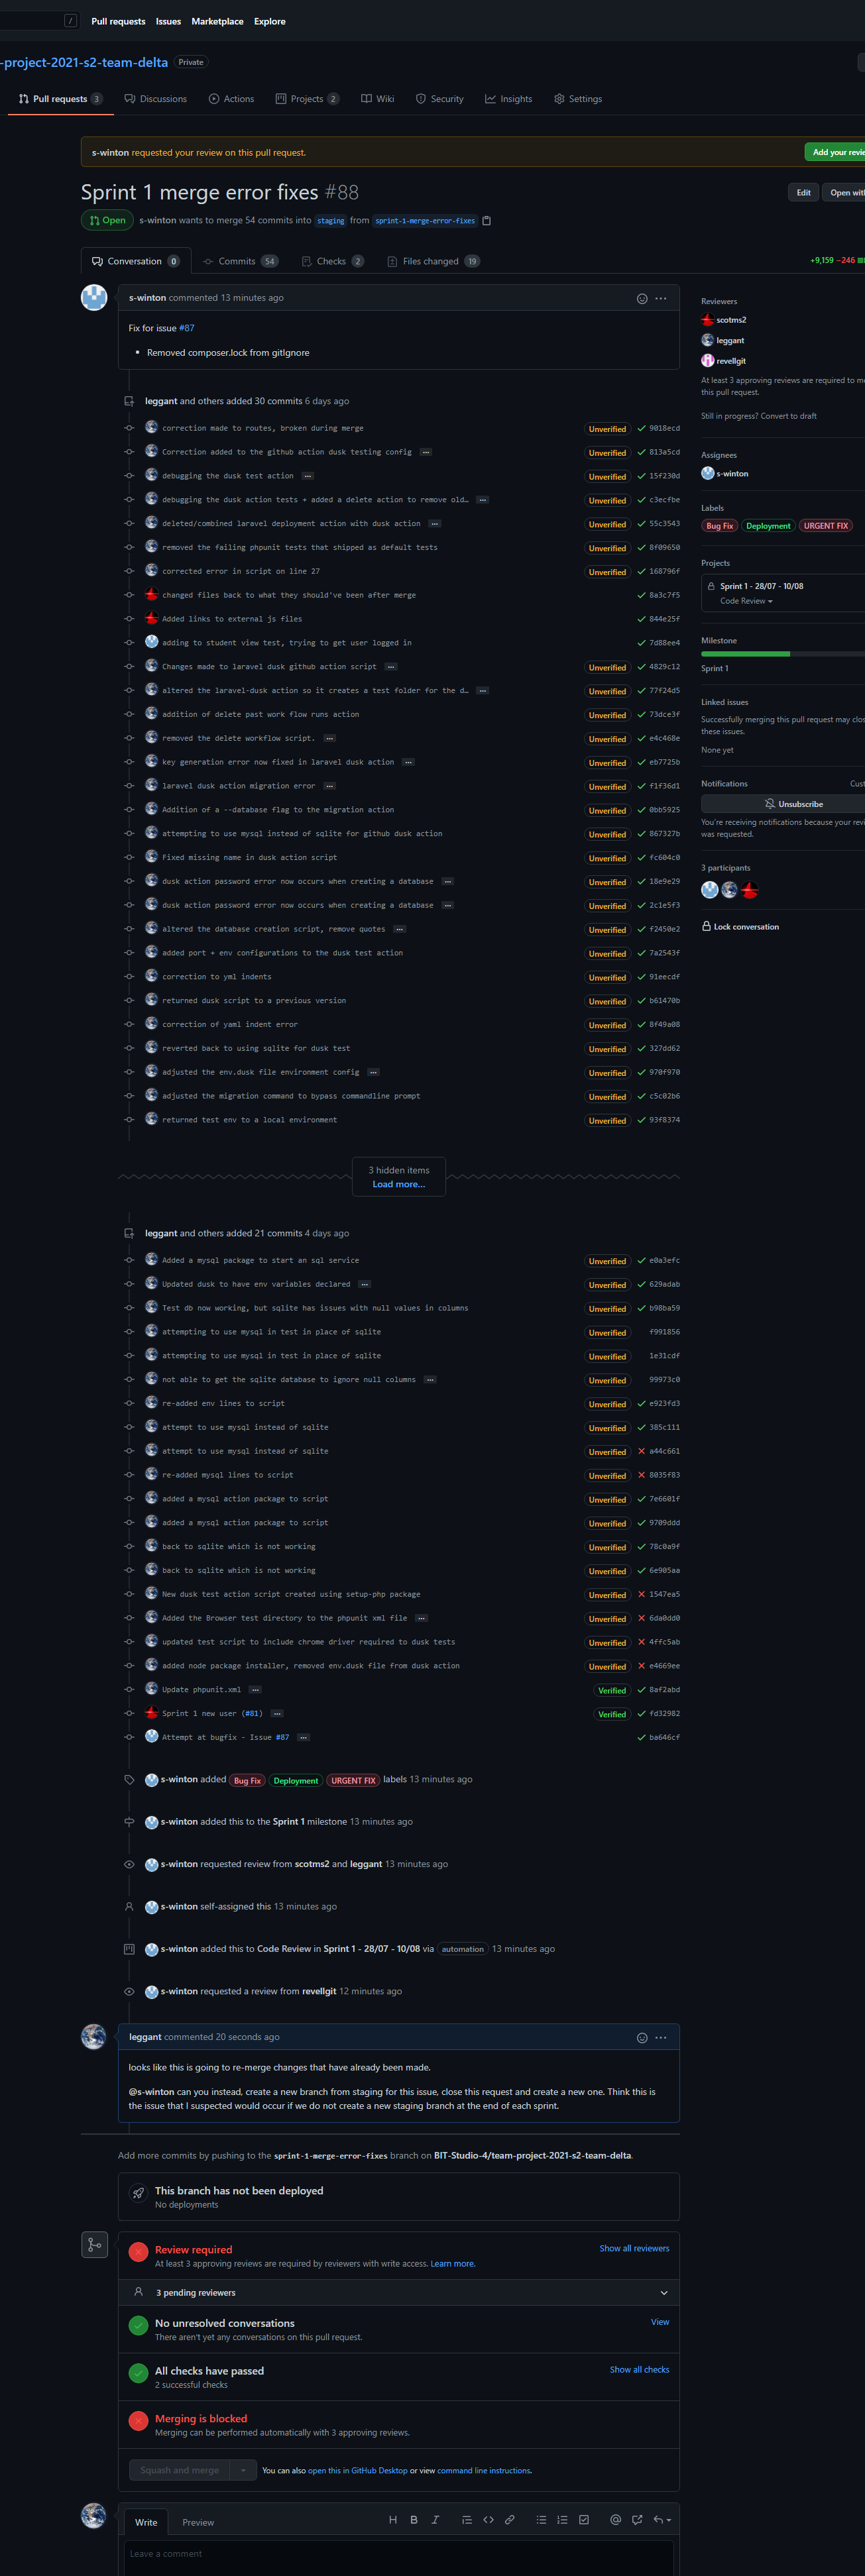 / Pull requests Issues Marketplace Explore
-project-2021-s2-team-delta Private
Pull requests 3 Discussions Actions Projects 2 Wiki Security Insights Settings
s-winton requested your review on this pull request. Add your revie
Sprint 1 merge error fixes #88 Edit Open with
Open s-winton wants to merge 54 commits into staging from sprint-1-merge-error-fixes
Conversation 0 Commits 54 Checks 2 Files changed 19 +9,159 −246
s-winton commented 13 minutes ago
Fix for issue #87
• Removed composer.lock from gitIgnore
leggant and others added 30 commits 6 days ago
correction made to routes, broken during merge Unverified 9018ecd
Correction added to the github action dusk testing config … Unverified 813a5cd
debugging the dusk test action … Unverified 15f230d
debugging the dusk action tests + added a delete action to remove old… … Unverified c3ecfbe
deleted/combined laravel deployment action with dusk action … Unverified 55c3543
removed the failing phpunit tests that shipped as default tests Unverified 8f09650
corrected error in script on line 27 Unverified 168796f
changed files back to what they should've been after merge 8a3c7f5
Added links to external js files 844e25f
adding to student view test, trying to get user logged in 7d88ee4
Changes made to laravel dusk github action script … Unverified 4829c12
altered the laravel-dusk action so it creates a test folder for the d… … Unverified 77f24d5
addition of delete past work flow runs action Unverified 73dce3f
removed the delete workflow script. … Unverified e4c468e
key generation error now fixed in laravel dusk action … Unverified eb7725b
laravel dusk action migration error … Unverified f1f36d1
Addition of a --database flag to the migration action Unverified 0bb5925
attempting to use mysql instead of sqlite for github dusk action Unverified 867327b
Fixed missing name in dusk action script Unverified fc604c0
dusk action password error now occurs when creating a database … Unverified 18e9e29
dusk action password error now occurs when creating a database … Unverified 2c1e5f3
altered the database creation script, remove quotes … Unverified f2450e2
added port + env configurations to the dusk test action Unverified 7a2543f
correction to yml indents Unverified 91eecdf
returned dusk script to a previous version Unverified b61470b
correction of yaml indent error Unverified 8f49a08
reverted back to using sqlite for dusk test Unverified 327dd62
adjusted the env.dusk file environment config … Unverified 970f970
adjusted the migration command to bypass commandline prompt Unverified c5c02b6
returned test env to a local environment Unverified 93f8374
3 hidden items
Load more…
leggant and others added 21 commits 4 days ago
Added a mysql package to start an sql service Unverified e0a3efc
Updated dusk to have env variables declared … Unverified 629adab
Test db now working, but sqlite has issues with null values in columns Unverified b98ba59
attempting to use mysql in test in place of sqlite Unverified f991856
attempting to use mysql in test in place of sqlite Unverified 1e31cdf
not able to get the sqlite database to ignore null columns … Unverified 99973c0
re-added env lines to script Unverified e923fd3
attempt to use mysql instead of sqlite Unverified 385c111
attempt to use mysql instead of sqlite Unverified a44c661
re-added mysql lines to script Unverified 8035f83
added a mysql action package to script Unverified 7e6601f
added a mysql action package to script Unverified 9709ddd
back to sqlite which is not working Unverified 78c0a9f
back to sqlite which is not working Unverified 6e905aa
New dusk test action script created using setup-php package Unverified 1547ea5
Added the Browser test directory to the phpunit xml file … Unverified 6da0dd0
updated test script to include chrome driver required to dusk tests Unverified 4ffc5ab
added node package installer, removed env.dusk file from dusk action Unverified e4669ee
Update phpunit.xml … Verified 8af2abd
Sprint 1 new user (#81) … Verified fd32982
Attempt at bugfix - Issue #87 … ba646cf
s-winton added Bug Fix Deployment URGENT FIX labels 13 minutes ago
s-winton added this to the Sprint 1 milestone 13 minutes ago
s-winton requested review from scotms2 and leggant 13 minutes ago
s-winton self-assigned this 13 minutes ago
s-winton added this to Code Review in Sprint 1 - 28/07 - 10/08 via automation 13 minutes ago
s-winton requested a review from revellgit 12 minutes ago
leggant commented 20 seconds ago
looks like this is going to re-merge changes that have already been made.
@s-winton can you instead, create a new branch from staging for this issue, close this request and create a new one. Think this is
the issue that I suspected would occur if we do not create a new staging branch at the end of each sprint.
Add more commits by pushing to the sprint-1-merge-error-fixes branch on BIT-Studio-4/team-project-2021-s2-team-delta.
This branch has not been deployed
No deployments
Review required Show all reviewers
At least 3 approving reviews are required by reviewers with write access. Learn more.
3 pending reviewers
No unresolved conversations View
There aren't yet any conversations on this pull request.
All checks have passed Show all checks
2 successful checks
Merging is blocked
Merging can be performed automatically with 3 approving reviews.
Squash and merge You can also open this in GitHub Desktop or view command line instructions.
Write Preview
Leave a comment
Reviewers
scotms2
leggant
revellgit
At least 3 approving reviews are required to me
this pull request.
Still in progress? Convert to draft
Assignees
s-winton
Labels
Bug Fix Deployment URGENT FIX
Projects
Sprint 1 - 28/07 - 10/08
Code Review
Milestone
Sprint 1
Linked issues
Successfully merging this pull request may clos
these issues.
None yet
Notifications Cust
Unsubscribe
You're receiving notifications because your revi
was requested.
3 participants
Lock conversation